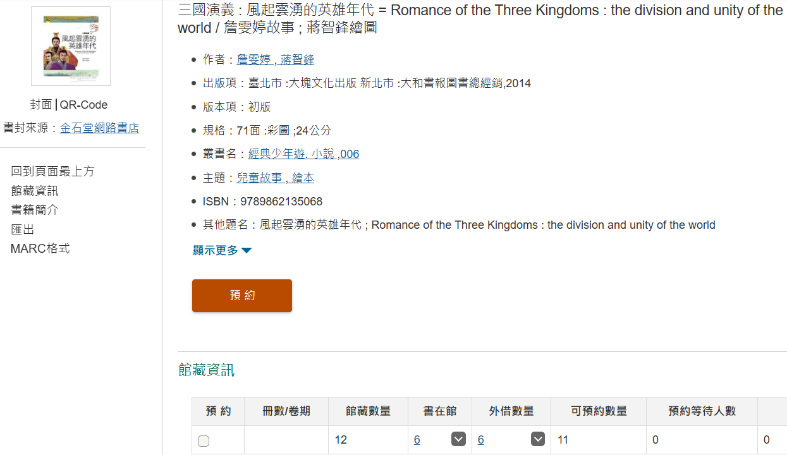 三國演義 : 風起雲湧的英雄年代 = Romance of the Three Kingdoms : the division and unity of the
world / 詹雯婷故事 ; 蔣智鋒繪圖
風起雲湧的
英雄年代
封面 | QR-Code
書封來源：金石堂網路書店
回到頁面最上方
館藏資訊
書籍簡介
匯出
MARC格式
作者：詹雯婷 , 蔣智鋒
出版項：臺北市 :大塊文化出版 新北市 :大和書報圖書總經銷,2014
版本項：初版
規格：71面 :彩圖 ;24公分
叢書名：經典少年遊. 小說 ,006
主題：兒童故事 , 繪本
ISBN：9789862135068
其他題名：風起雲湧的英雄年代 ; Romance of the Three Kingdoms : the division and unity of the world
顯示更多
預 約
館藏資訊
預 約 冊數/卷期 館藏數量 書在館 外借數量 可預約數量 預約等待人數
12 6 6 11 0 0